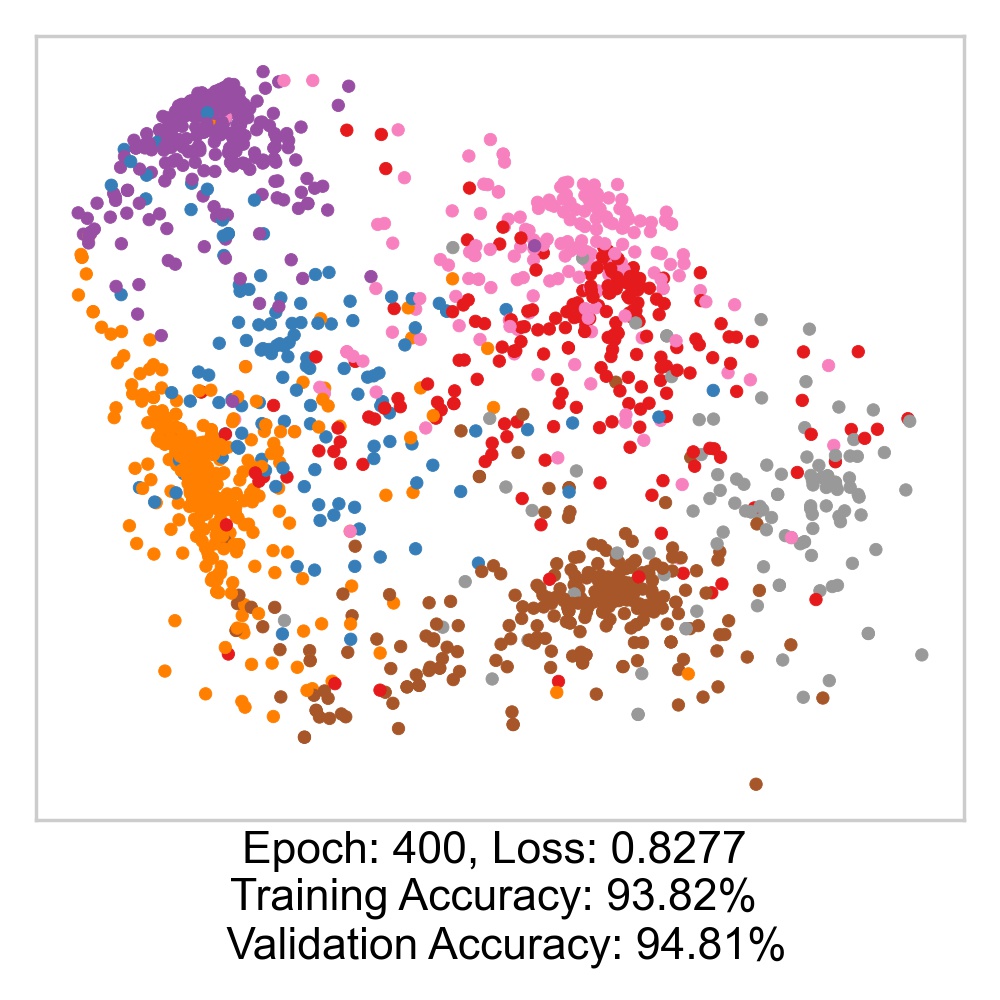 Epoch: 400, Loss: 0.8277
Training Accuracy: 93.82%
Validation Accuracy: 94.81%